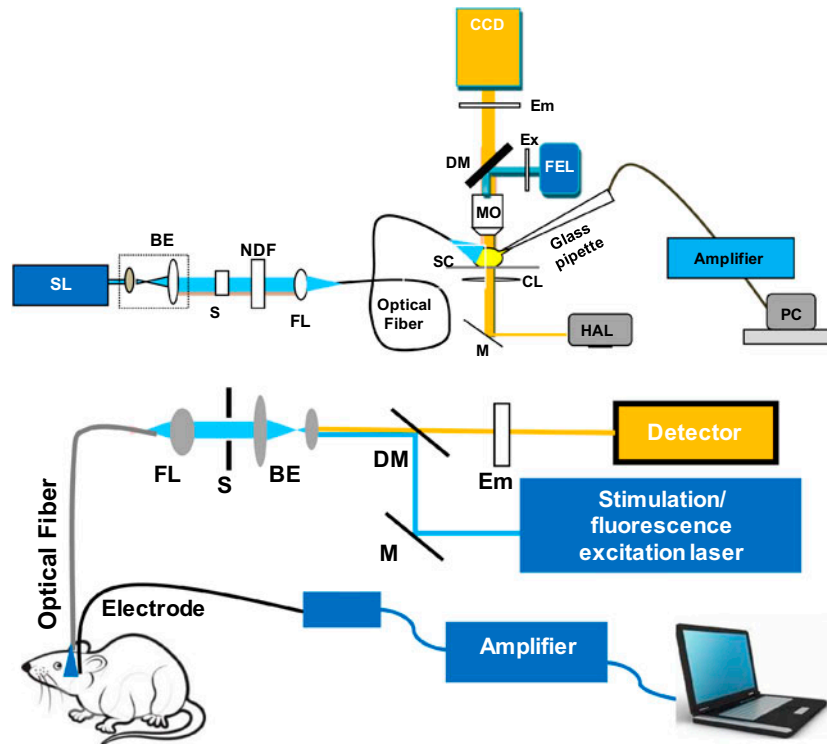 CCD
Em
Ex
DM
FEL
MO
BE
NDF
SC
Glass
pipette
Amplifier
SL
CL
S
FL
Optical
Fiber
M
HAL
PC
Optical Fiber
FL
S
BE
DM
Em
Detector
M
Stimulation/
fluorescence
excitation laser
Electrode
Amplifier